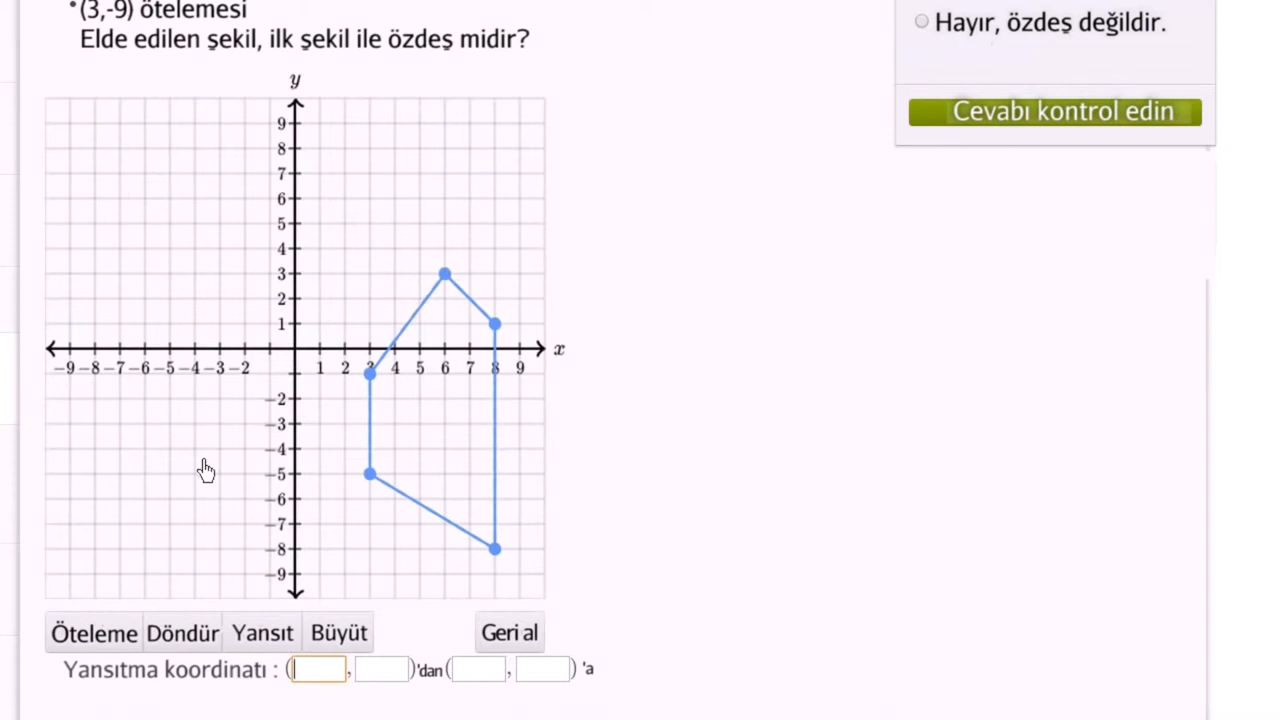 •(3,-9) ötelemesi
Elde edilen şekil, ilk şekil ile özdeş midir?
Hayır, özdeş değildir.
Cevabı kontrol edin
y
9
8
7
6
5
4
3
2
1
x
−9 −8 −7 −6 −5 −4 −3 −2 1 2 3 4 5 6 7 8 9
−2
−3
−4
−5
−6
−7
−8
−9
Öteleme Döndür Yansıt Büyüt Geri al
Yansıtma koordinatı : ( , )'dan ( , ) 'a